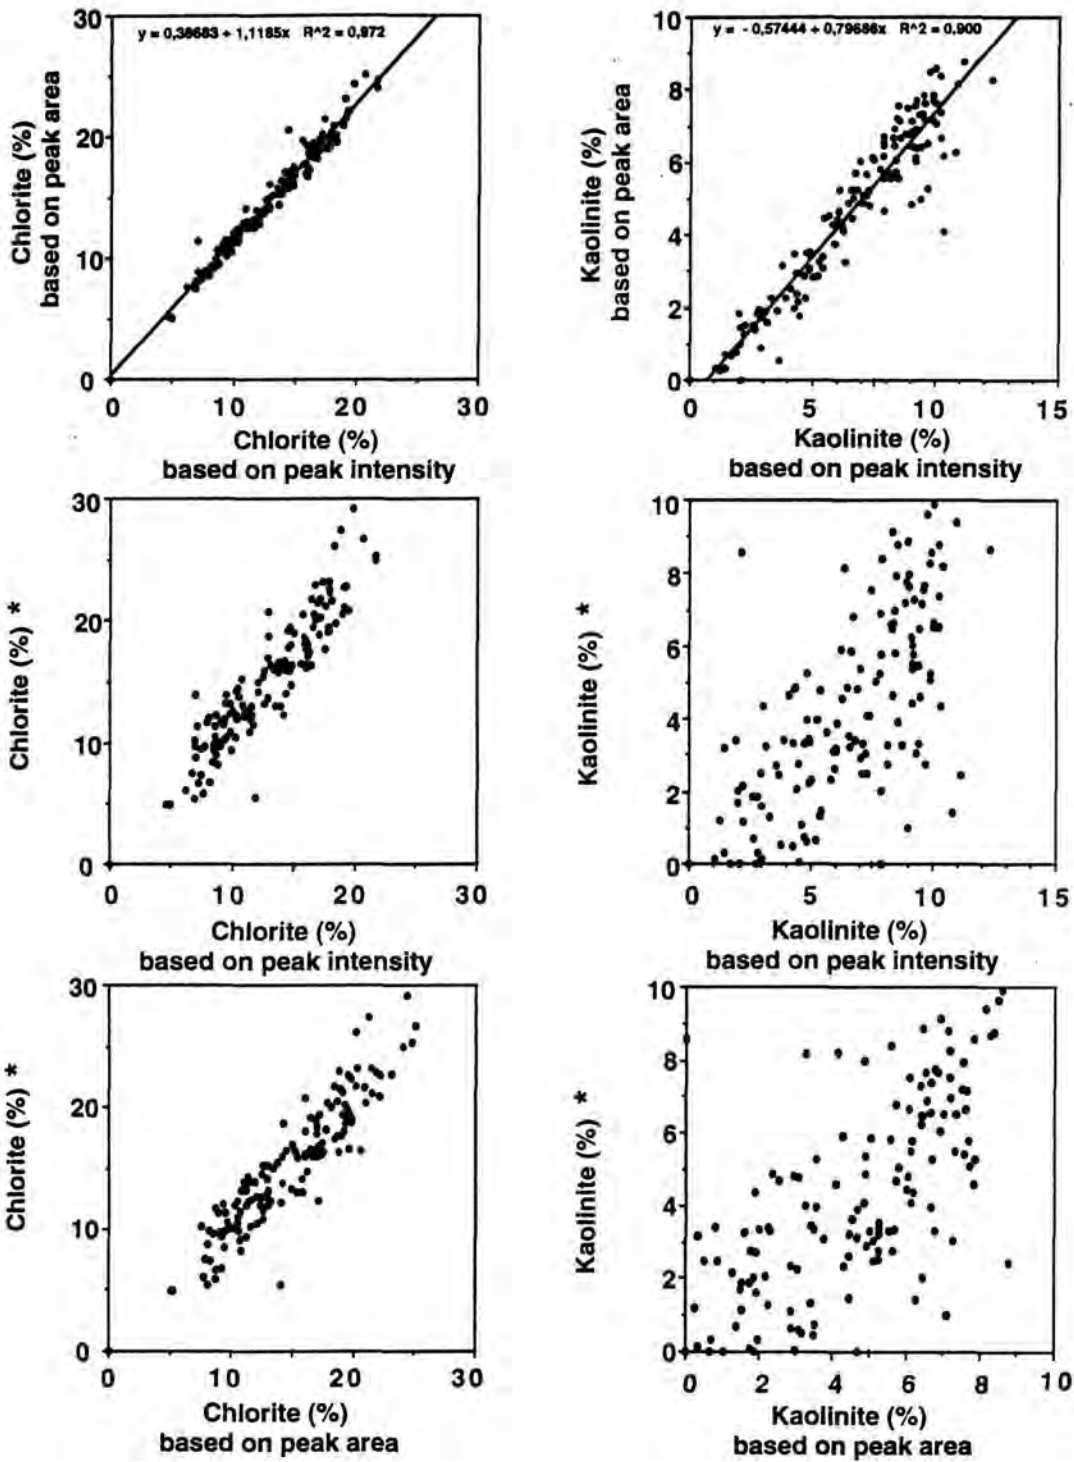 y = 0,38683 + 1,1185x R^2 = 0,972
30
20
10
0
0 10 20 30
Chlorite (%)
based on peak area
Chlorite (%)
based on peak intensity
y = - 0,57444 + 0,79686x R^2 = 0,900
10
8
6
4
2
0
0 5 10 15
Kaolinite (%)
based on peak area
Kaolinite (%)
based on peak intensity
30
20
10
0
0 10 20 30
Chlorite (%) *
Chlorite (%)
based on peak intensity
10
8
6
4
2
0
0 5 10 15
Kaolinite (%) *
Kaolinite (%)
based on peak intensity
30
20
10
0
0 10 20 30
Chlorite (%) *
Chlorite (%)
based on peak area
10
8
6
4
2
0
0 2 4 6 8 10
Kaolinite (%) *
Kaolinite (%)
based on peak area